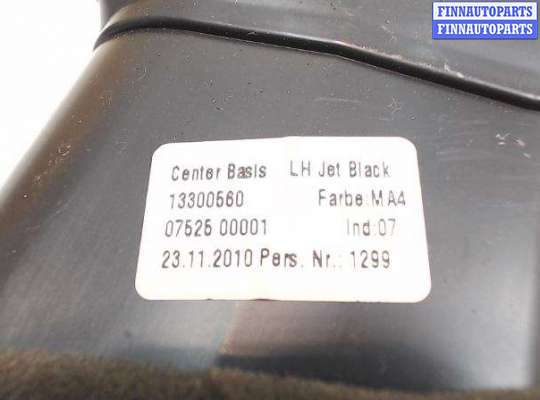 FINNAUTOPARTS
FINNAUTOPARTS
Center Basis LH Jet Black
13300560 Farbe:MA4
07525 00001 Ind:07
23.11.2010 Pers. Nr.: 1299